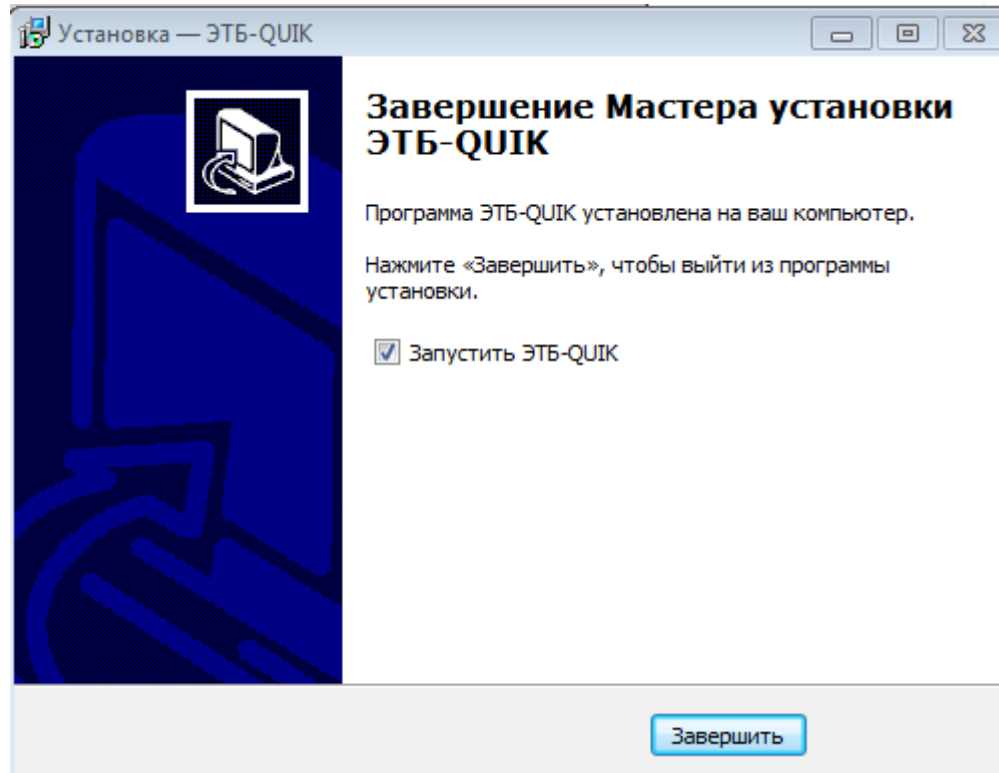 Установка — ЭТБ-QUIK
Завершение Мастера установки
ЭТБ-QUIK
Программа ЭТБ-QUIK установлена на ваш компьютер.
Нажмите «Завершить», чтобы выйти из программы
установки.
Запустить ЭТБ-QUIK
Завершить